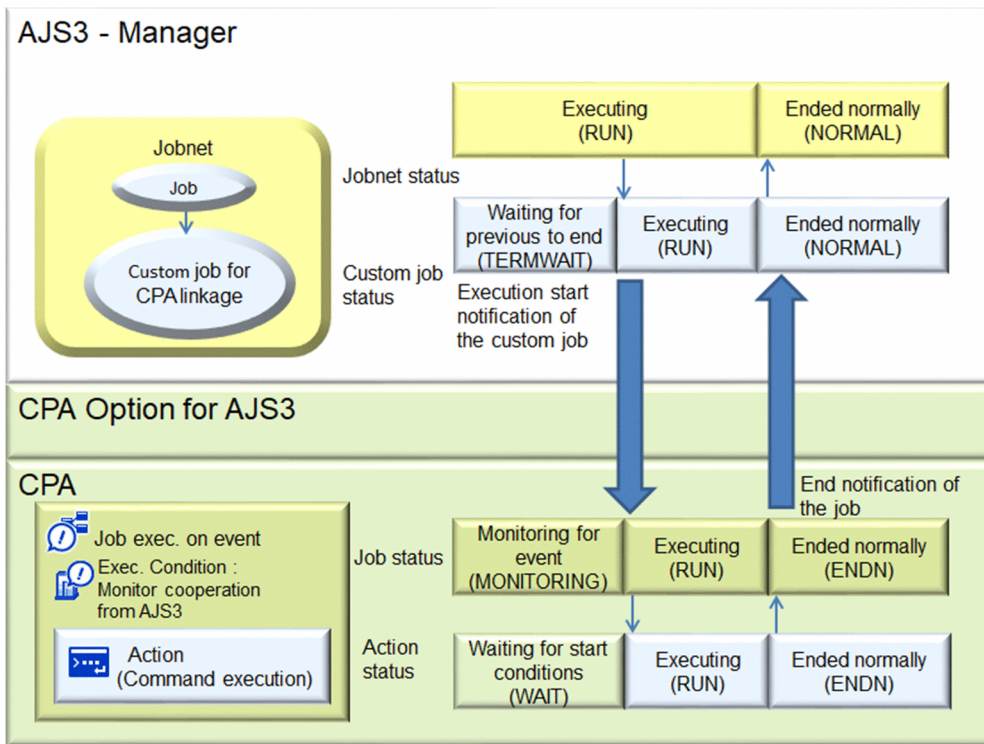 AJS3 - Manager
Jobnet
Job
Custom job for
CPA linkage
Jobnet status
Executing
(RUN)
Ended normally
(NORMAL)
Custom job
status
Waiting for
previous to end
(TERMWAIT)
Executing
(RUN)
Ended normally
(NORMAL)
Execution start
notification of
the custom job
CPA Option for AJS3
CPA
End notification of
the job
Job exec. on event
Exec. Condition :
Monitor cooperation
from AJS3
Action
(Command execution)
Job status
Monitoring for
event
(MONITORING)
Executing
(RUN)
Ended normally
(ENDN)
Action
status
Waiting for start
conditions
(WAIT)
Executing
(RUN)
Ended normally
(ENDN)